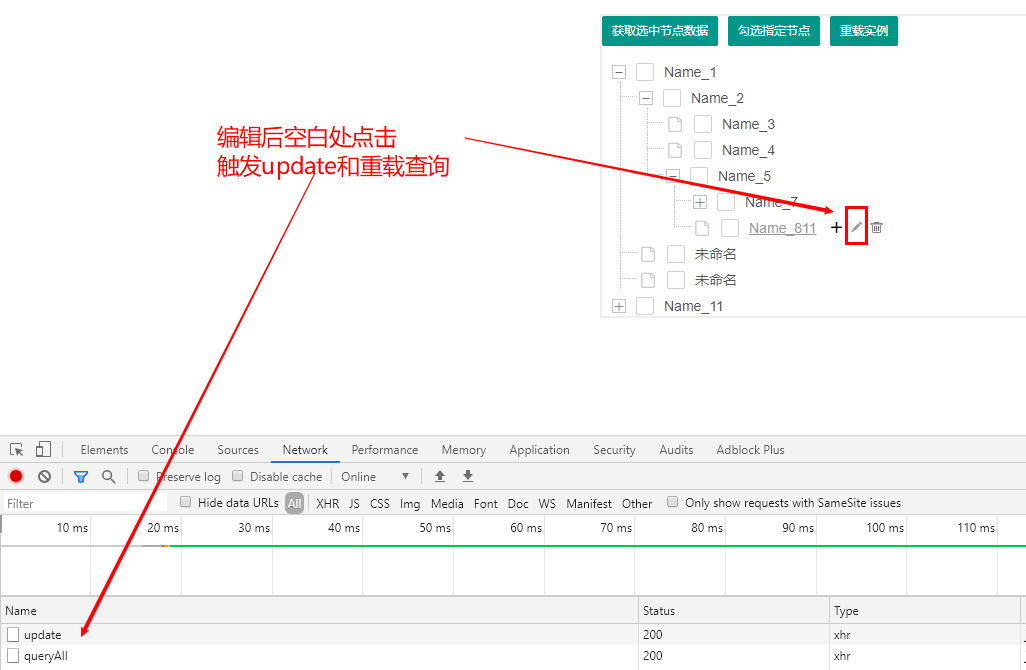 获取选中节点数据 勾选指定节点 重载实例
Name_1
Name_2
编辑后空白处点击
触发update和重载查询
Name_3
Name_4
Name_5
Name_7
Name_811
未命名
未命名
Name_11
Elements Console Sources Network Performance Memory Application Security Audits Adblock Plus
Preserve log Disable cache Online
Filter Hide data URLs All XHR JS CSS Img Media Font Doc WS Manifest Other Only show requests with SameSite issues
10 ms 20 ms 30 ms 40 ms 50 ms 60 ms 70 ms 80 ms 90 ms 100 ms 110 ms
Name Status Type
update 200 xhr
queryAll 200 xhr